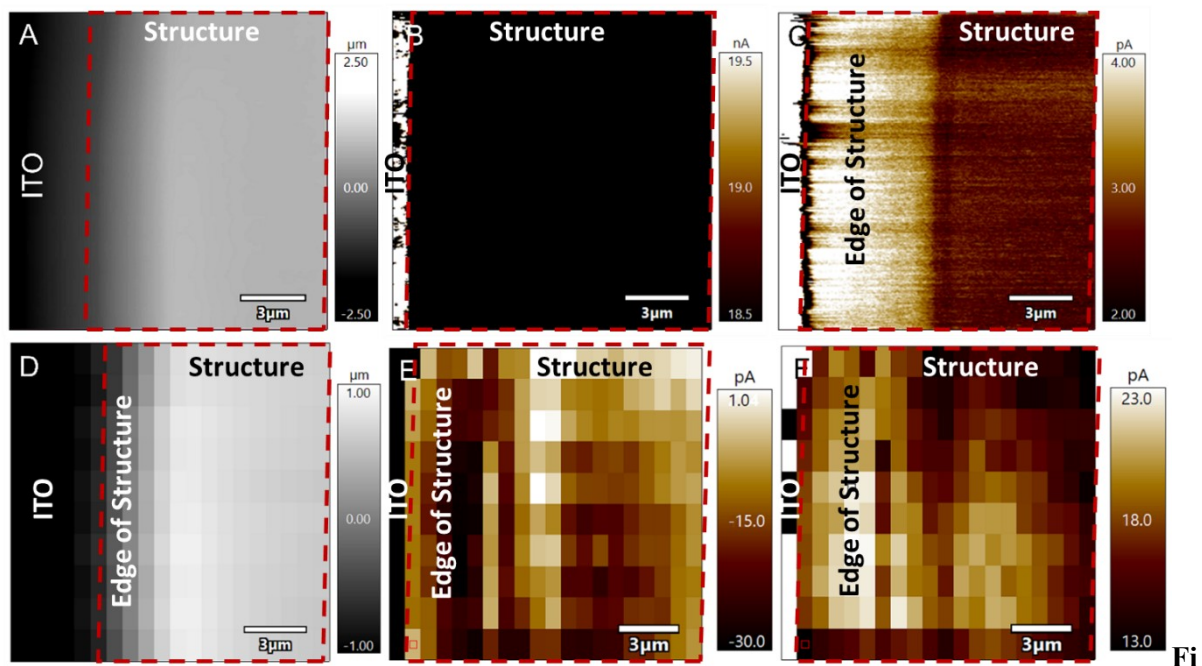 A
Structure
ITO
3μm
μm
2.50
0.00
-2.50
B
Structure
ITO
3μm
nA
19.5
19.0
18.5
C
Structure
Edge of Structure
ITO
3μm
pA
4.00
3.00
2.00
D
Structure
Edge of Structure
ITO
3μm
μm
1.00
0.00
-1.00
E
Structure
Edge of Structure
ITO
3μm
pA
1.0
-15.0
-30.0
F
Structure
Edge of Structure
ITO
3μm
pA
23.0
18.0
13.0
Fi